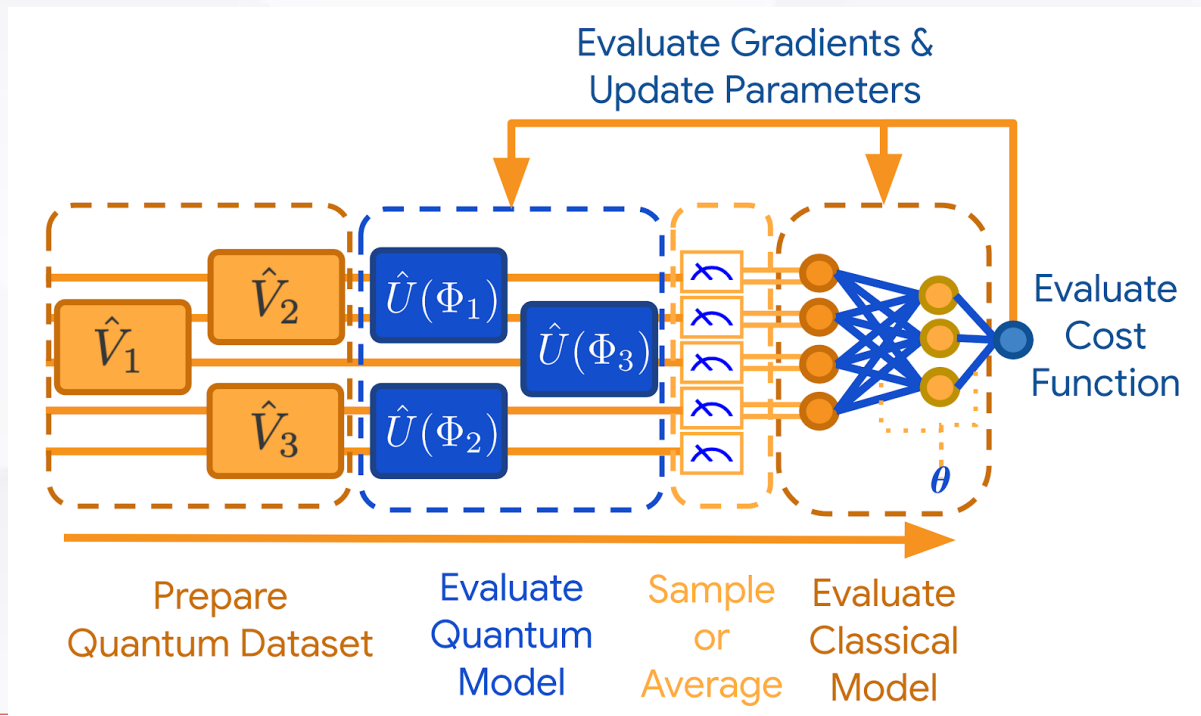 Evaluate Gradients &
Update Parameters
V̂₂
Û(Φ₁)
V̂₁
Û(Φ₃)
V̂₃
Û(Φ₂)
θ
Evaluate
Cost
Function
Prepare
Quantum Dataset
Evaluate
Quantum
Model
Sample
or
Average
Evaluate
Classical
Model